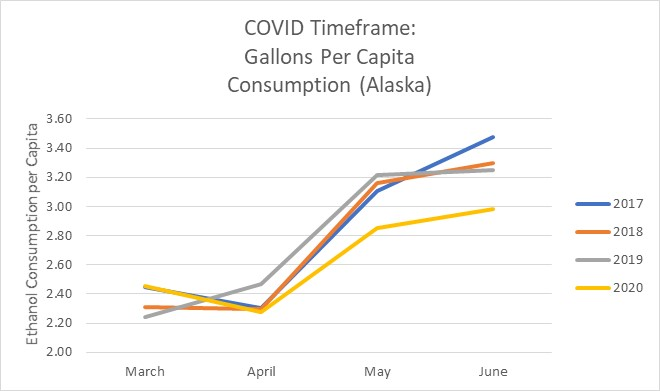 COVID Timeframe:
Gallons Per Capita
Consumption (Alaska)
Ethanol Consumption per Capita
3.60
3.40
3.20
3.00
2.80
2.60
2.40
2.20
2.00
March
April
May
June
2017
2018
2019
2020